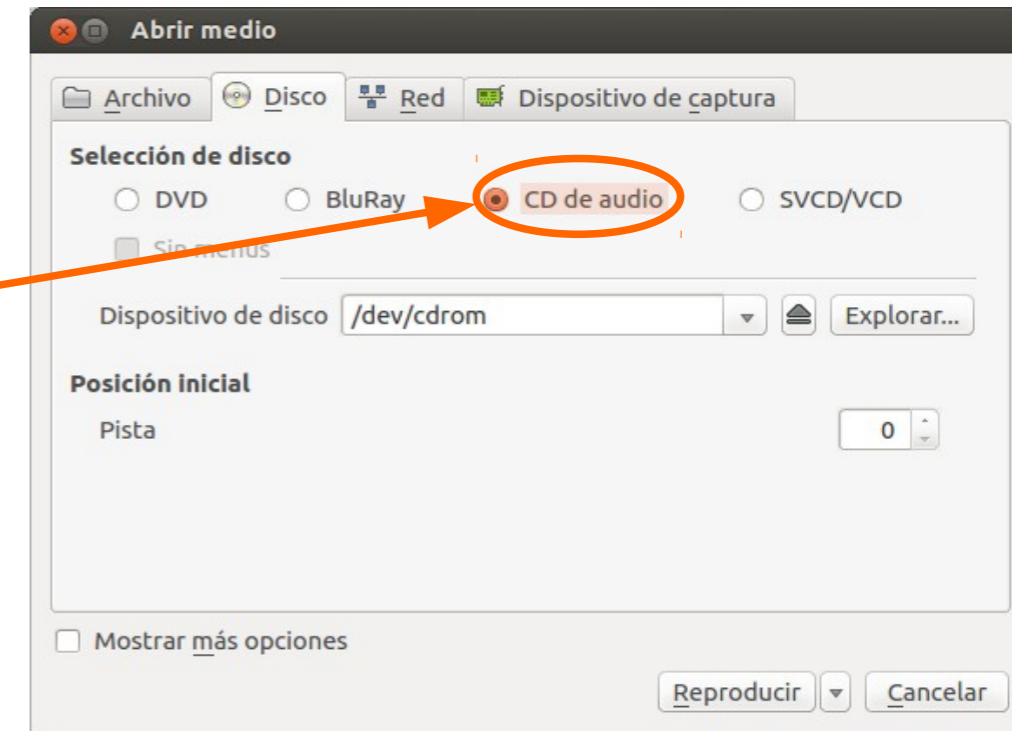 Abrir medio
Archivo Disco Red Dispositivo de captura
Selección de disco
DVD BluRay CD de audio SVCD/VCD
Sin menús
Dispositivo de disco /dev/cdrom Explorar...
Posición inicial
Pista 0
Mostrar más opciones
Reproducir Cancelar